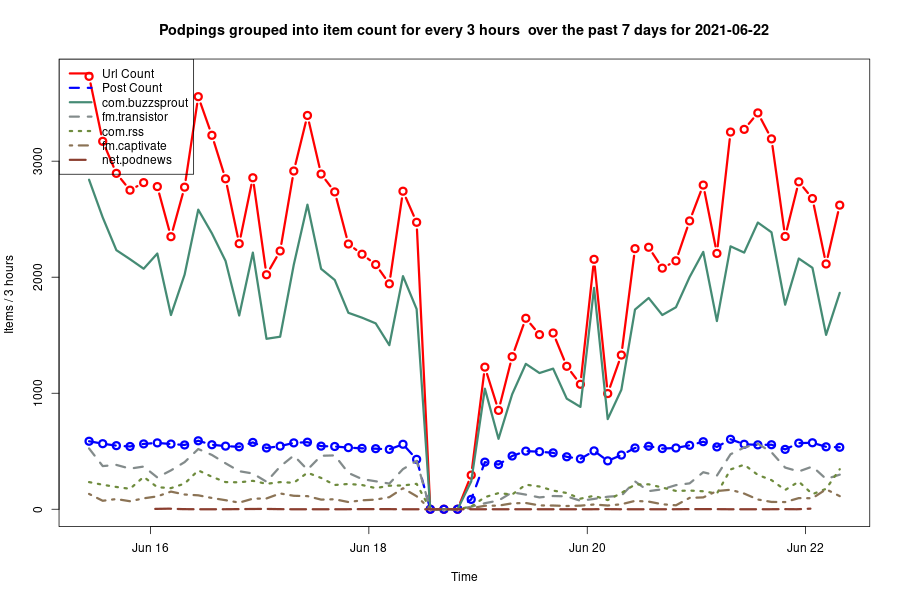 Podpings grouped into item count for every 3 hours  over the past 7 days for 2021-06-22
Url Count
Post Count
com.buzzsprout
fm.transistor
com.rss
fm.captivate
net.podnews
Items / 3 hours
3000
2000
1000
0
Jun 16
Jun 18
Jun 20
Jun 22
Time